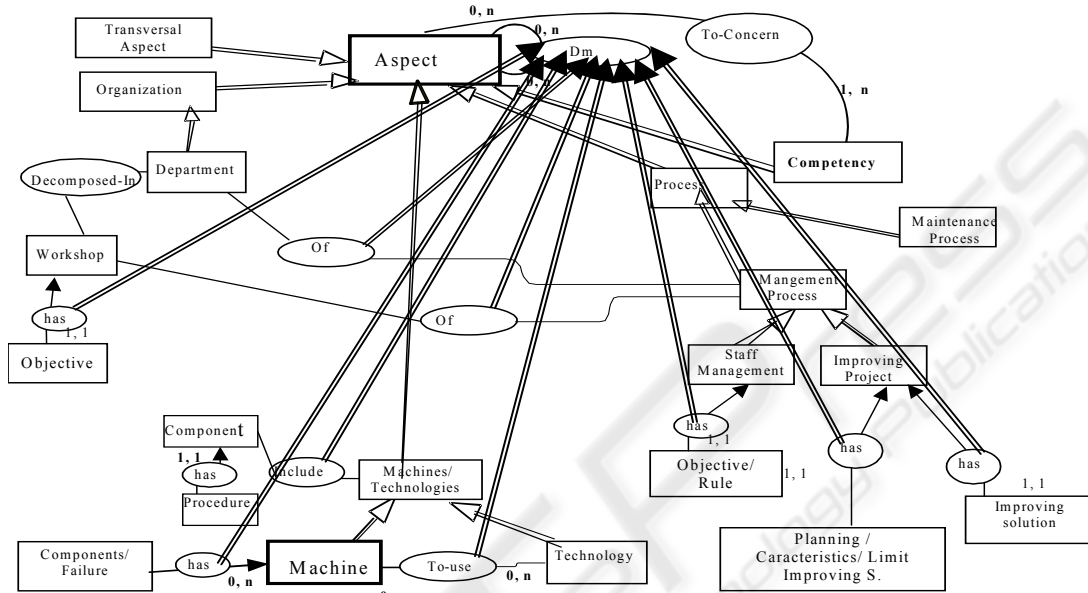 0, n
Transversal
Aspect
0, n
To-Concern
Dm
Aspect
0, n
Organization
1, n
Department
Competency
Decomposed-In
Process
Maintenance
Process
Workshop
Of
Mangement
Process
has
1, 1
Of
Objective
Staff
Management
Improving
Project
Component
1, 1
has
Include
Machines/
Technologies
Procedure
has
1, 1
Objective/
Rule
1, 1
has
has
1, 1
Improving
solution
Planning /
Caracteristics/ Limit
Improving S.
Components/
Failure
has
0, n
Machine
To-use
0, n
Technology